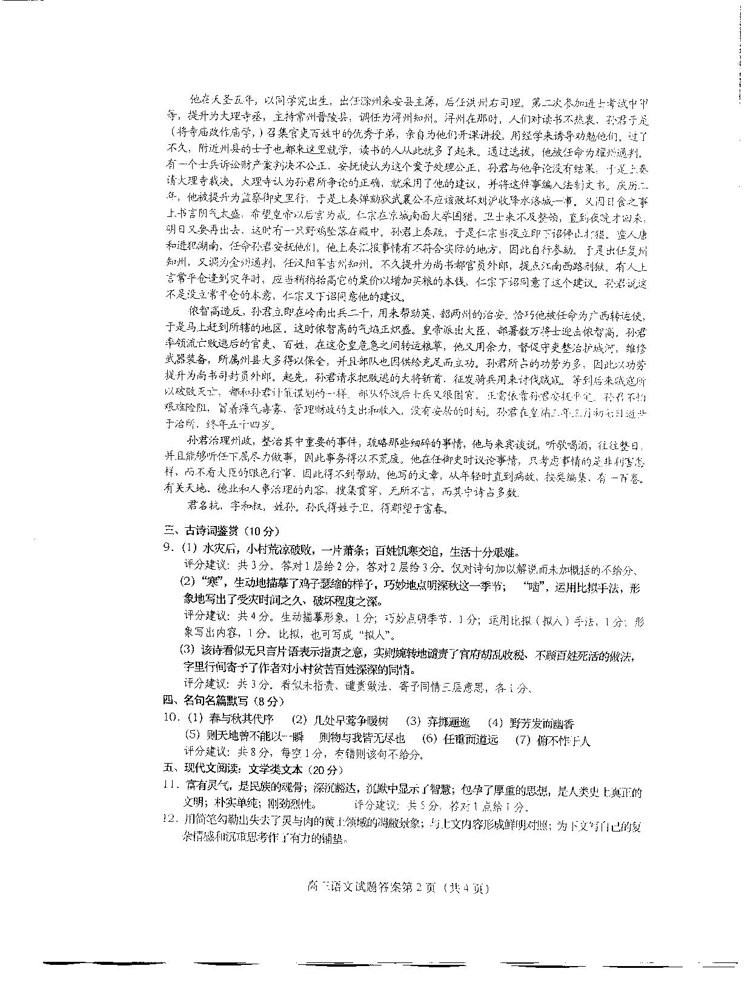 他在天圣五年，以同学究出生，出任滁州来安县主簿，后任洪州右司理。第二次参加进士考试中甲
等，提升为大理寺丞，主持常州晋陵县，调任为浔州知州。浔州在那时，人们对读书不热衷，孙君于是
（将寺庙改作庙学，）召集官吏百姓中的优秀子弟，亲自为他们开课讲授，用经学来诱导劝勉他们。过了
不久，附近州县的士子也都来这里就学，读书的人从此就多了起来。通过选拔，他被任命为耀州通判。
有一个士兵诉讼财产案判决不公正，安抚使认为这个案子处理公正，孙君与他争论没有结果，于是上奏
请大理寺裁决。大理寺认为孙君所争论的正确，就采用了他的建议，并将这件事编入法制文书。庆历二
年，他被提升为监察御史里行，于是上奏弹劾狄武襄公不应该败坏刘沪收降水洛城一事。又因日食之事
上书言阴气太盛，希望皇帝以后宫为戒。仁宗在京城南面大举围猎，卫士来不及整顿，直到夜晚才回来，
明日又要再出去，这时有一只野鸡坠落在殿中。孙君上奏疏，于是仁宗当夜立即下诏停止打猎。蛮人唐
和进犯湖南，任命孙君安抚他们。他上奏汇报事情有不符合实际的地方，因此自行参劾。于是出任复州
知州，又调为金州通判，任汉阳军吉州知州。不久提升为尚书都官员外郎，提点江南西路刑狱。有人上
言常平仓逢到灾年时，应当稍稍抬高它的粟价以增加买粮的本钱，仁宗下诏同意了这个建议。孙君说这
不是设立常平仓的本意，仁宗又下诏同意他的建议。
侬智高造反，孙君立即在岭南出兵二千，用来帮助英、韶两州的治安。恰巧他被任命为广西转运使，
于是马上赶到所辖的地区。这时侬智高的气焰正炽盛。皇帝派出大臣，部署数万将士迎击侬智高。孙君
率领流亡败逃后的官吏、百姓，在这仓皇危急之间转运粮草，他又用余力，督促守吏整治护城河，维修
武器装备，所属州县大多得以保全，并且部队也因供给充足而立功。孙君所占的功劳为多，因此以功劳
提升为尚书司封员外郎。起先，孙君请求把败逃的大将斩首、征发骑兵用来讨伐贼寇。等到后来贼寇所
以破败灭亡，都和孙君计策谋划的一样。部队停战后士兵又很困窘，正需依靠孙君安抚平定。孙君不怕
艰难险阻，冒着瘴气毒雾，管理财政的支出和收入，没有安居的时刻。孙君在皇祐二年三月初七日逝世
于治所，终年五十四岁。
孙君治理州政，整治其中重要的事件，疏略那些细碎的事情，他与来宾谈说，听歌喝酒，往往整日，
并且能够听任下属尽力做事，因此事务得以不荒废。他在任御史时议论事情，只考虑事情的是非利害怎
样，而不看大臣的眼色行事，因此得不到帮助。他写的文章，从年轻时直到病故，按类编集，有一百卷。
有关天地、德业和人事治理的内容，搜集贯穿，无所不言，而其中诗占多数。
君名抗，字和叔，姓孙。孙氏得姓于卫，得郡望于富春。
三、古诗词鉴赏（10 分）
9．（1）水灾后，小村荒凉破败，一片萧条；百姓饥寒交迫，生活十分艰难。
评分建议：共 3 分。答对 1 层给 2 分，答对 2 层给 3 分。仅对诗句加以解说而未加概括的不给分。
（2）“寒”，生动地描摹了鸡子瑟缩的样子，巧妙地点明深秋这一季节； “啮”，运用比拟手法，形
象地写出了受灾时间之久、破坏程度之深。
评分建议：共 4 分。生动描摹形象，1 分；巧妙点明季节，1 分；运用比拟（拟人）手法，1 分；形
象写出内容，1 分。比拟，也可写成“拟人”。
（3）该诗看似无只言片语表示指责之意，实则婉转地谴责了官府胡乱收税、不顾百姓死活的做法，
字里行间寄予了作者对小村贫苦百姓深深的同情。
评分建议：共 3 分。看似未指责、谴责做法、寄予同情三层意思，各 1 分。
四、名句名篇默写（8 分）
10．（1）春与秋其代序 （2）几处早莺争暖树 （3）弃掷逦迤 （4）野芳发而幽香
（5）则天地曾不能以一瞬 则物与我皆无尽也 （6）任重而道远 （7）俯不怍于人
评分建议：共 8 分，每空 1 分，有错则该句不给分。
五、现代文阅读：文学类文本（20 分）
11．富有灵气，是民族的魂骨；深沉豁达，沉默中显示了智慧；包孕了厚重的思想，是人类史上真正的
文明；朴实单纯；刚劲烈性。 评分建议：共 5 分，答对 1 点给 1 分。
12．用简笔勾勒出失去了灵与肉的黄土领域的凋敝景象；与上文内容形成鲜明对照；为下文写自己的复
杂情感和沉重思考作了有力的铺垫。
高三语文试题答案第 2 页（共 4 页）